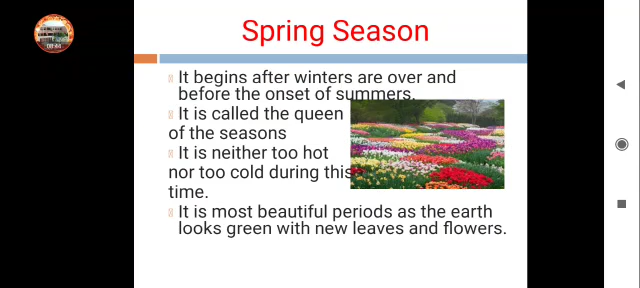 Spring Season
It begins after winters are over and
before the onset of summers.
It is called the queen
of the seasons
It is neither too hot
nor too cold during this
time.
It is most beautiful periods as the earth
looks green with new leaves and flowers.